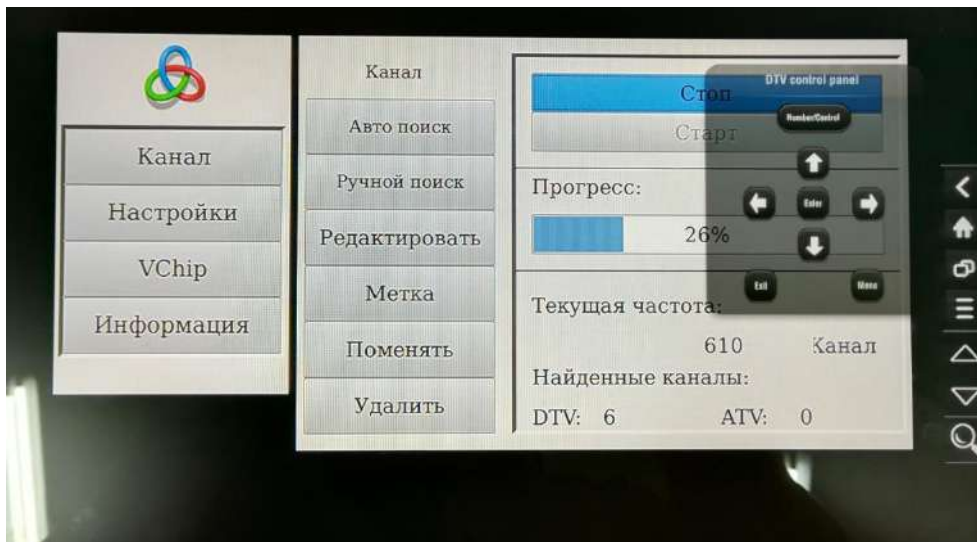 Канал
Настройки
VChip
Информация
Канал
Авто поиск
Ручной поиск
Редактировать
Метка
Поменять
Удалить
Стоп
Старт
Прогресс:
26%
Текущая частота:
610 Канал
Найденные каналы:
DTV: 6 ATV: 0
DTV control panel
Number/Control
Enter
Exit
Menu